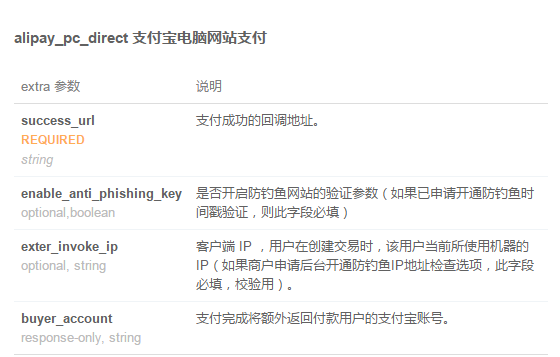 alipay_pc_direct 支付宝电脑网站支付
extra 参数 说明
success_url 支付成功的回调地址。
REQUIRED
string
enable_anti_phishing_key 是否开启防钓鱼网站的验证参数（如果已申请开通防钓鱼时
optional,boolean 间戳验证，则此字段必填）
exter_invoke_ip 客户端 IP ，用户在创建交易时，该用户当前所使用机器的
optional, string IP（如果商户申请后台开通防钓鱼IP地址检查选项，此字段
必填，校验用）。
buyer_account 支付完成将额外返回付款用户的支付宝账号。
response-only, string